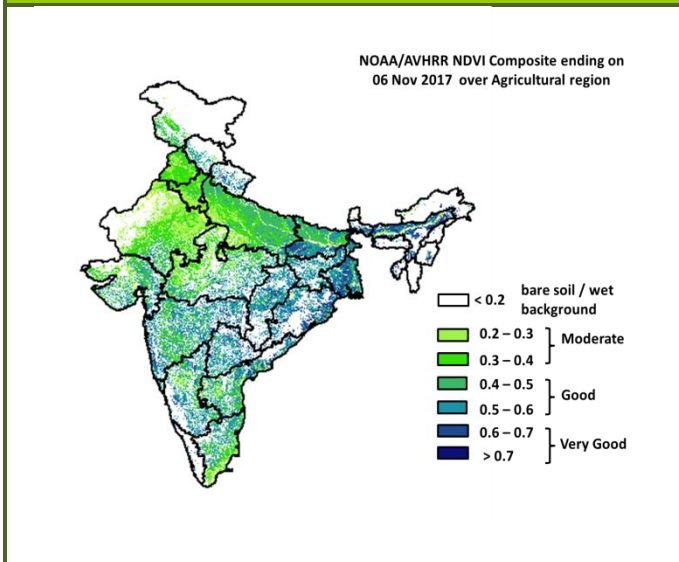 NOAA/AVHRR NDVI Composite ending on
06 Nov 2017 over Agricultural region
< 0.2 bare soil / wet
background
0.2 – 0.3
Moderate
0.3 – 0.4
0.4 – 0.5
Good
0.5 – 0.6
0.6 – 0.7
Very Good
> 0.7